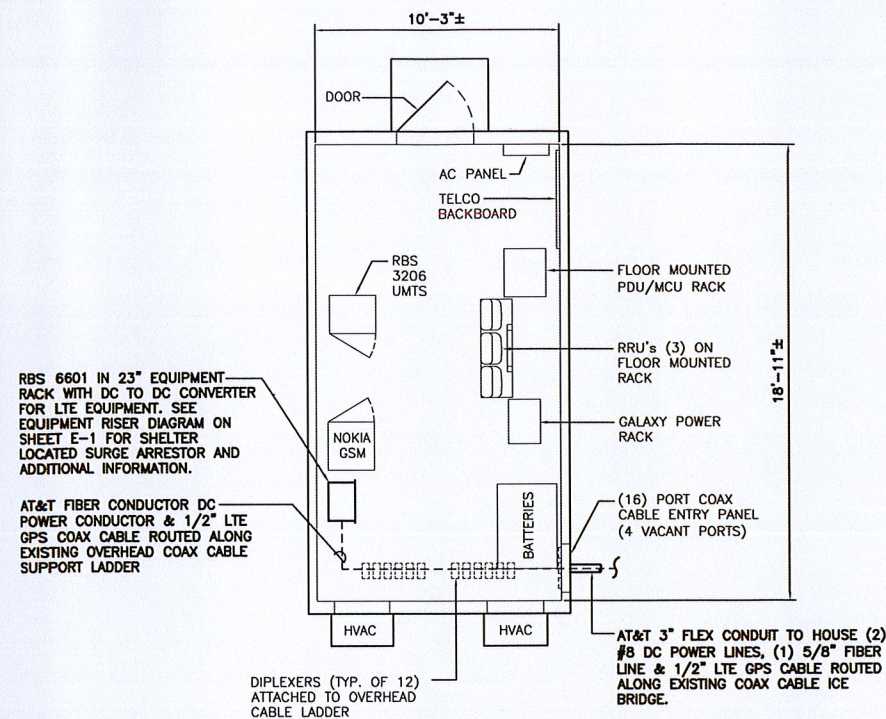 10'-3"±
DOOR
AC PANEL
TELCO
BACKBOARD
RBS
3206
UMTS
FLOOR MOUNTED
PDU/MCU RACK
RRU's (3) ON
FLOOR MOUNTED
RACK
18'-11"±
RBS 6601 IN 23" EQUIPMENT
RACK WITH DC TO DC CONVERTER
FOR LTE EQUIPMENT. SEE
EQUIPMENT RISER DIAGRAM ON
SHEET E-1 FOR SHELTER
LOCATED SURGE ARRESTOR AND
ADDITIONAL INFORMATION.
GALAXY POWER
RACK
NOKIA
GSM
AT&T FIBER CONDUCTOR DC
POWER CONDUCTOR & 1/2" LTE
GPS COAX CABLE ROUTED ALONG
EXISTING OVERHEAD COAX CABLE
SUPPORT LADDER
BATTERIES
(16) PORT COAX
CABLE ENTRY PANEL
(4 VACANT PORTS)
HVAC
HVAC
AT&T 3" FLEX CONDUIT TO HOUSE (2)
#8 DC POWER LINES, (1) 5/8" FIBER
LINE & 1/2" LTE GPS CABLE ROUTED
ALONG EXISTING COAX CABLE ICE
BRIDGE.
DIPLEXERS (TYP. OF 12)
ATTACHED TO OVERHEAD
CABLE LADDER